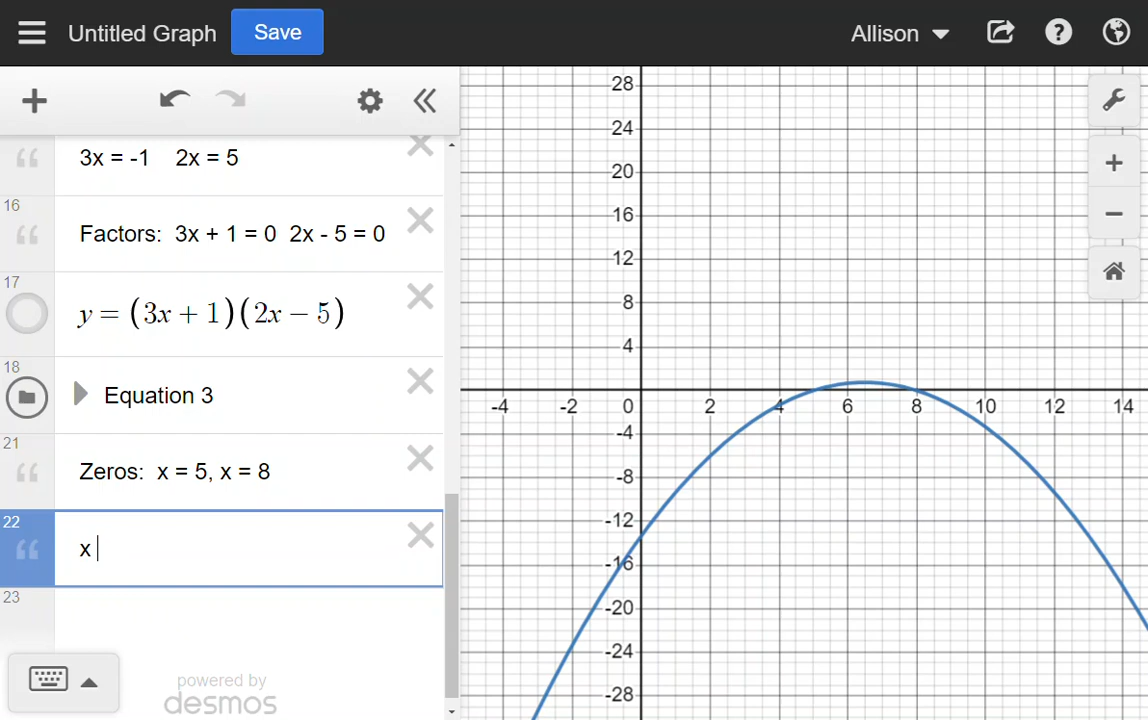 Untitled Graph Save Allison
3x = -1 2x = 5
16
Factors: 3x + 1 = 0 2x - 5 = 0
17
y = (3x + 1)(2x − 5)
18
Equation 3
21
Zeros: x = 5, x = 8
22
x
23
powered by
desmos
28
24
20
16
12
8
4
-4 -2 0 2 4 6 8 10 12 14
-4
-8
-12
-16
-20
-24
-28